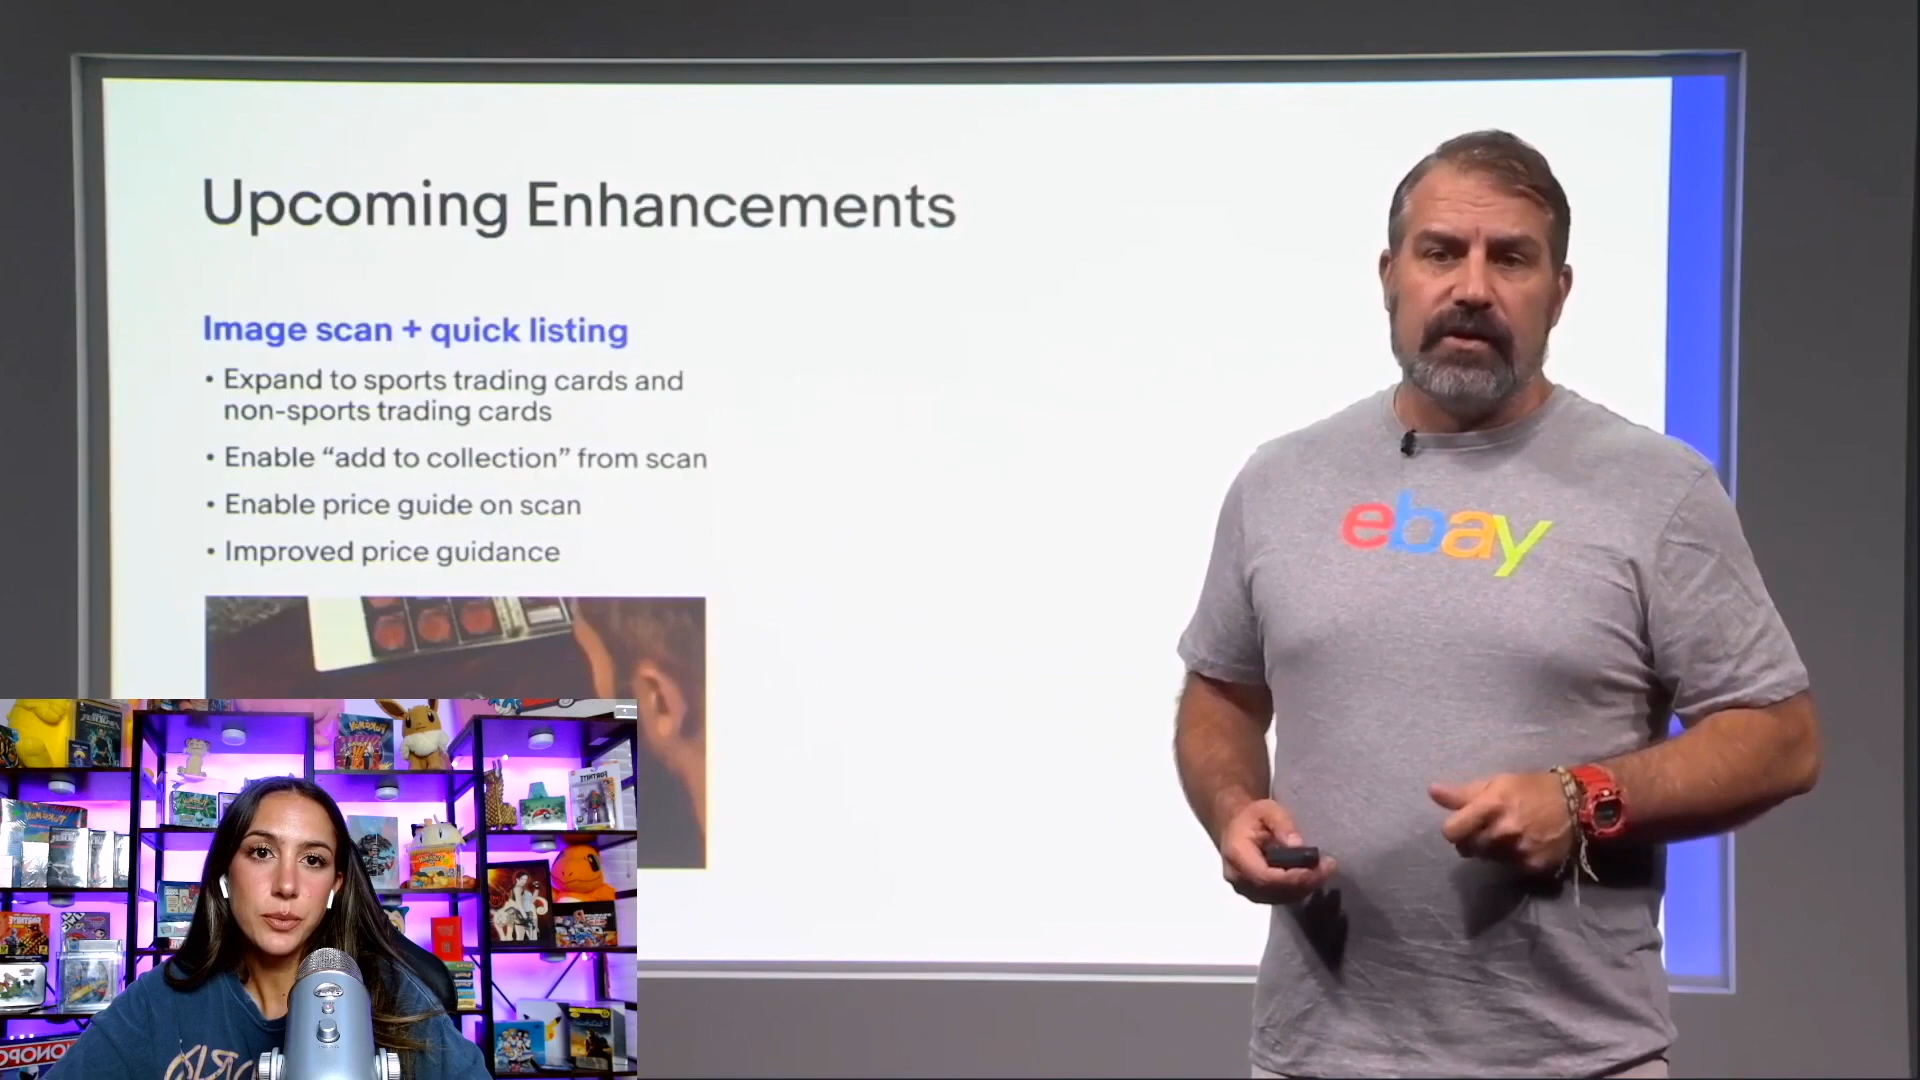 Upcoming Enhancements
Image scan + quick listing
• Expand to sports trading cards and
non-sports trading cards
• Enable “add to collection” from scan
• Enable price guide on scan
• Improved price guidance
ebay